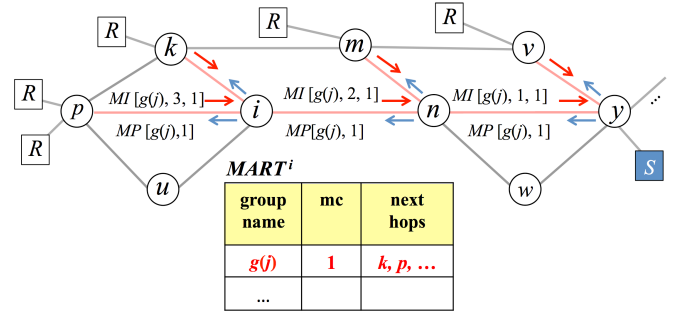 R
R
k
m
v
R
MI [g(j), 3, 1]
MI [g(j), 2, 1]
MI [g(j), 1, 1]
...
p
i
n
y
R
MP [g(j),1]
MP[g(j), 1]
MP [g(j), 1]
MART i
S
u
w
group name
mc
next hops
g(j)
1
k, p, ...
...